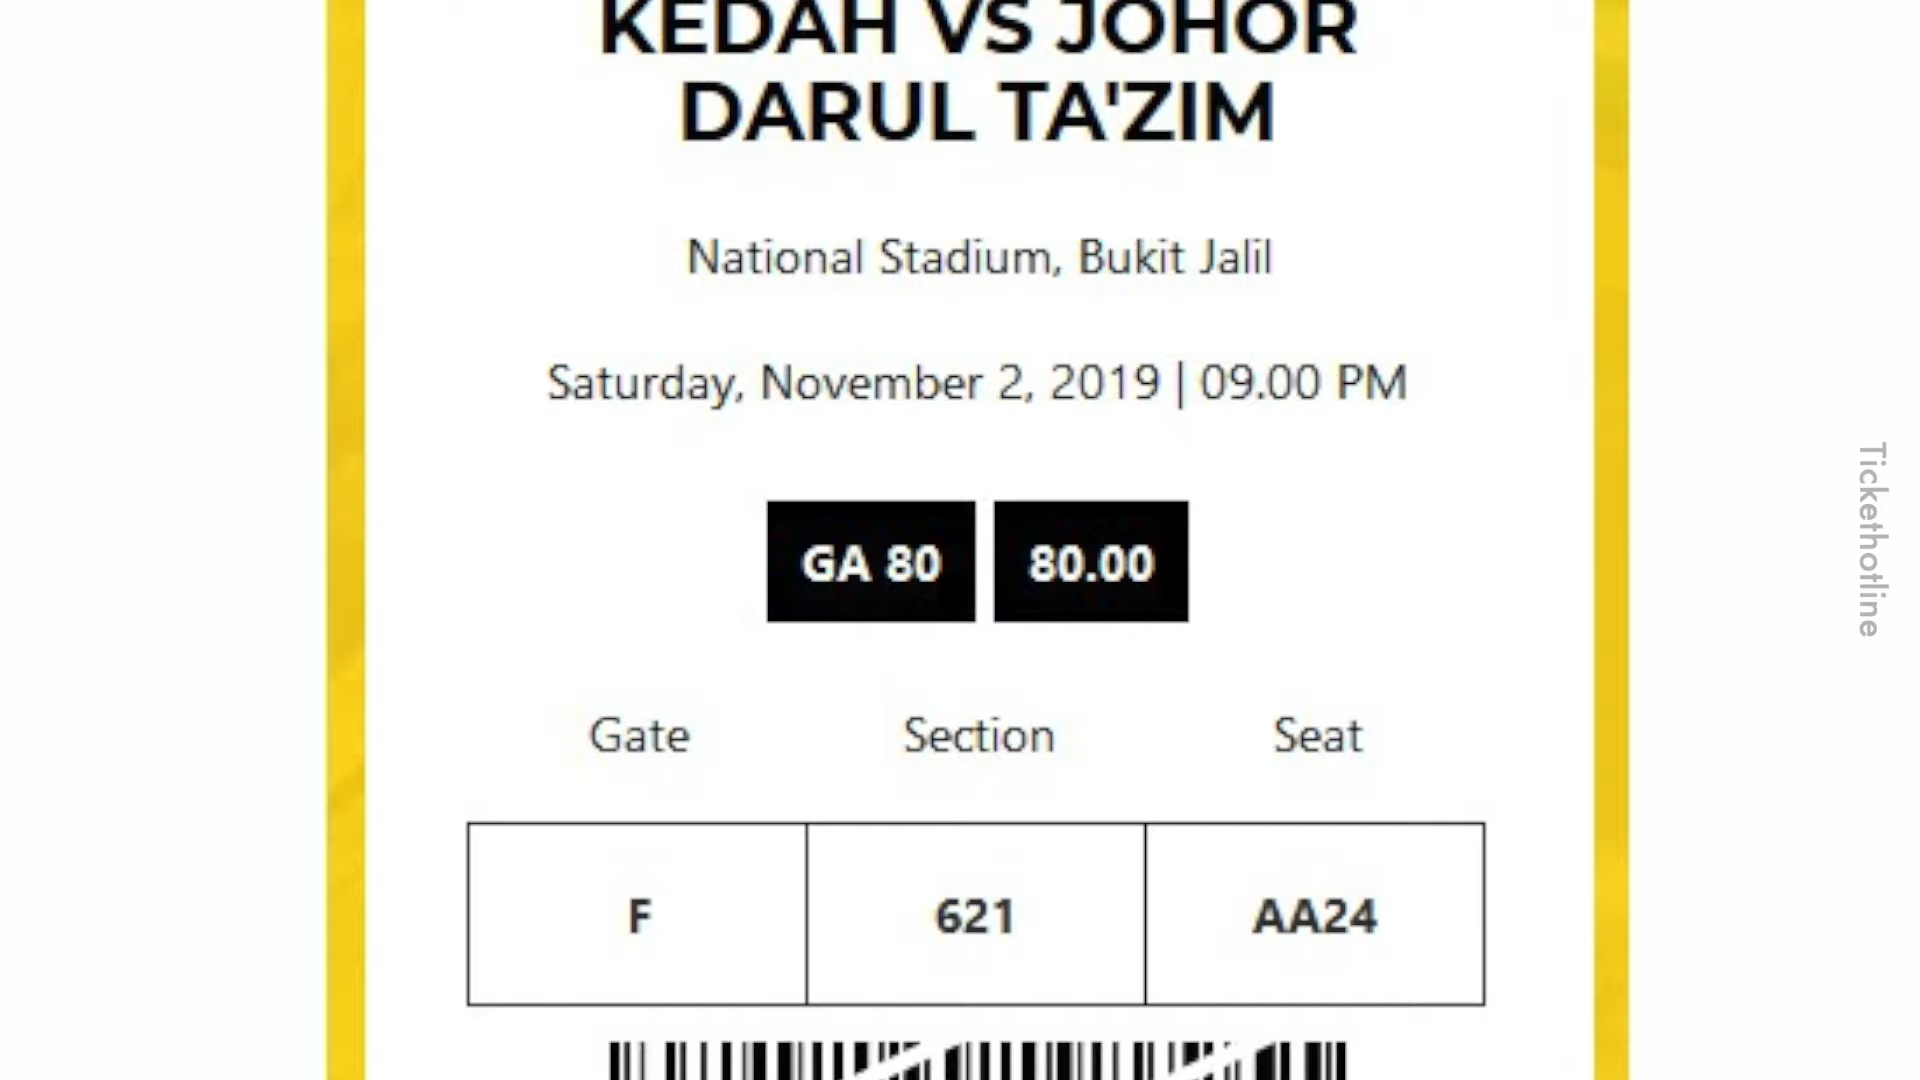 KEDAH VS JOHOR
DARUL TA'ZIM
National Stadium, Bukit Jalil
Saturday, November 2, 2019 | 09.00 PM
GA 80
80.00
Gate
Section
Seat
F
621
AA24
Tickethotline